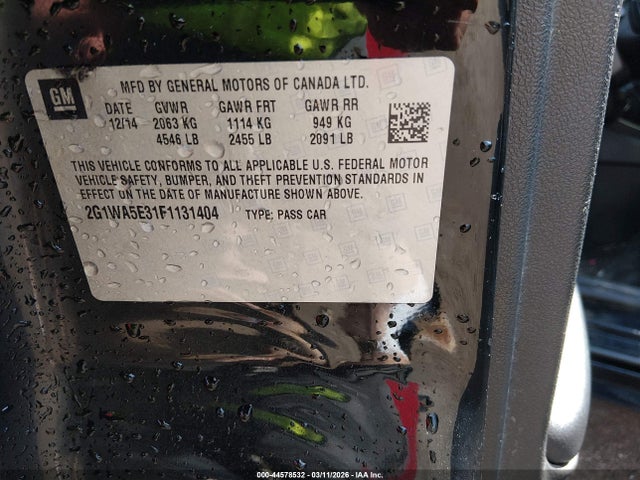 GM
MFD BY GENERAL MOTORS OF CANADA LTD.
DATE GVWR GAWR FRT GAWR RR
12/14 2063 KG 1114 KG 949 KG
4546 LB 2455 LB 2091 LB
THIS VEHICLE CONFORMS TO ALL APPLICABLE U.S. FEDERAL MOTOR
VEHICLE SAFETY, BUMPER, AND THEFT PREVENTION STANDARDS IN
EFFECT ON THE DATE OF MANUFACTURE SHOWN ABOVE.
2G1WA5E31F1131404 TYPE: PASS CAR
000-44578532 - 03/11/2026 - IAA Inc.